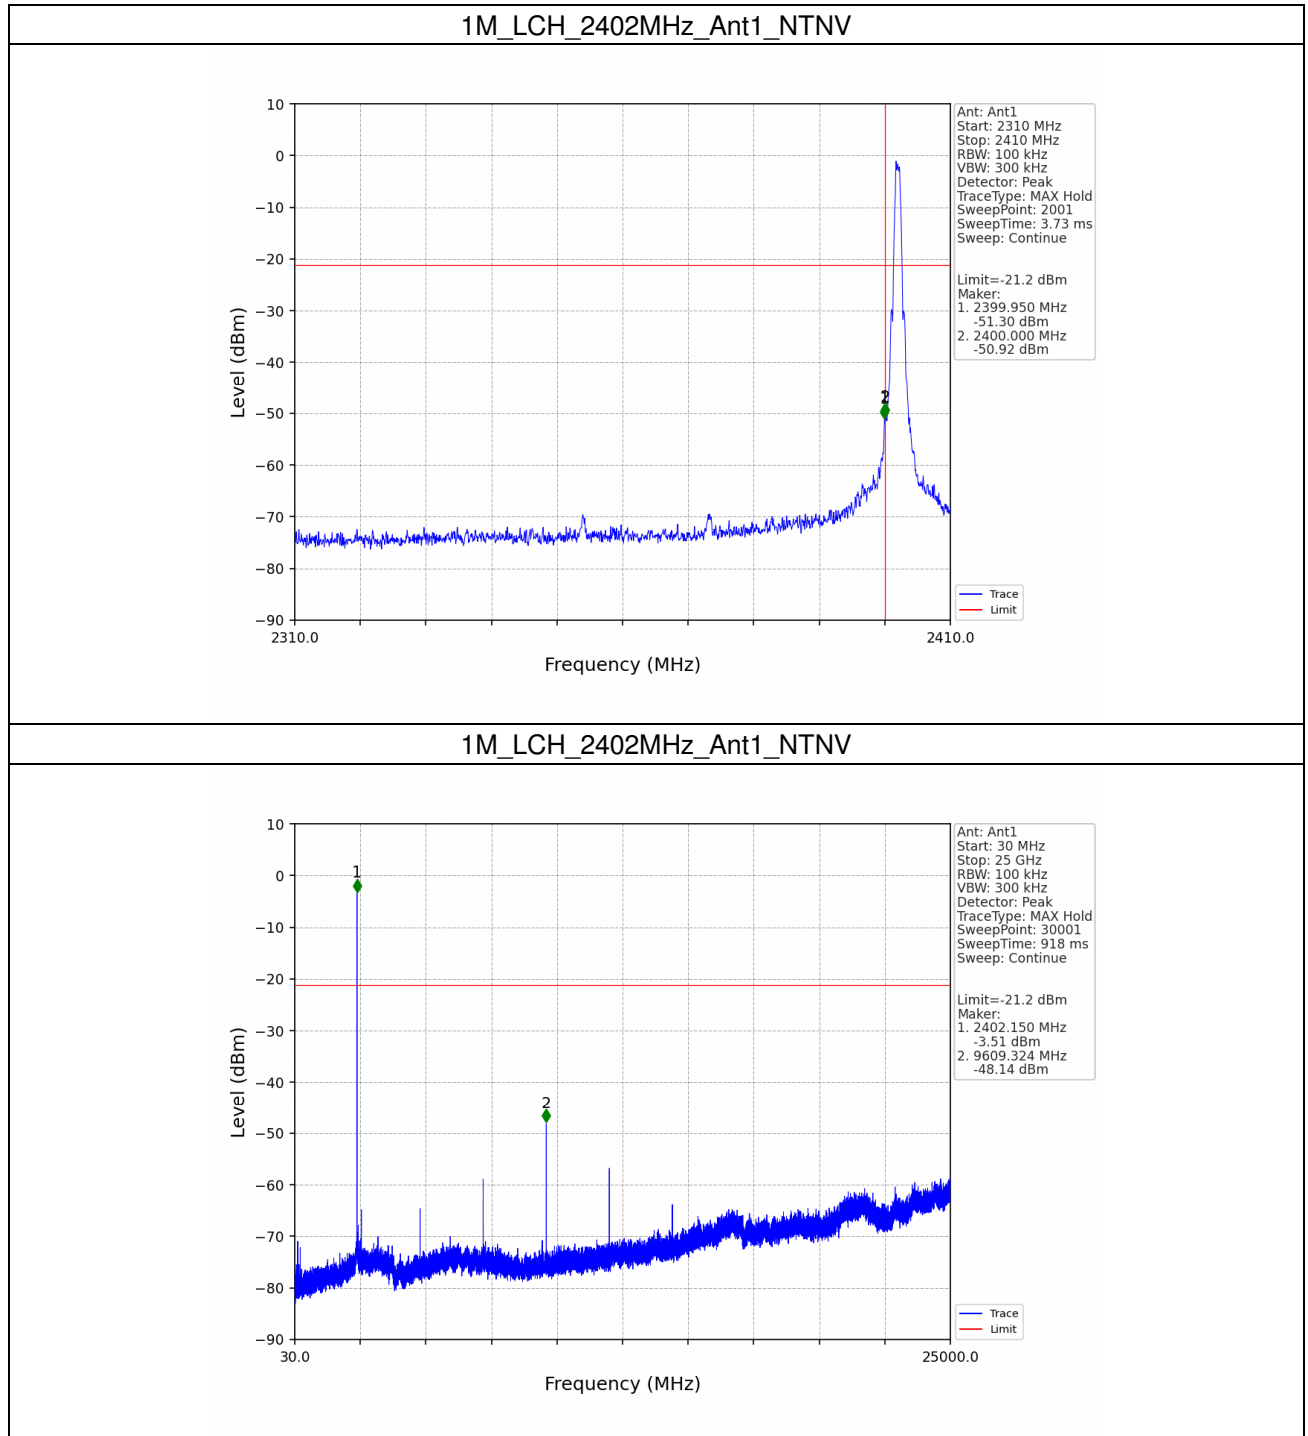 1M_LCH_2402MHz_Ant1_NTNV
10
0
−10
−20
−30
−40
−50
−60
−70
−80
−90
Level (dBm)
2310.0
2410.0
Frequency (MHz)
1
2
Ant: Ant1
Start: 2310 MHz
Stop: 2410 MHz
RBW: 100 kHz
VBW: 300 kHz
Detector: Peak
TraceType: MAX Hold
SweepPoint: 2001
SweepTime: 3.73 ms
Sweep: Continue
Limit=-21.2 dBm
Maker:
1. 2399.950 MHz
-51.30 dBm
2. 2400.000 MHz
-50.92 dBm
Trace
Limit
1M_LCH_2402MHz_Ant1_NTNV
10
0
−10
−20
−30
−40
−50
−60
−70
−80
−90
Level (dBm)
30.0
25000.0
Frequency (MHz)
1
2
Ant: Ant1
Start: 30 MHz
Stop: 25 GHz
RBW: 100 kHz
VBW: 300 kHz
Detector: Peak
TraceType: MAX Hold
SweepPoint: 30001
SweepTime: 918 ms
Sweep: Continue
Limit=-21.2 dBm
Maker:
1. 2402.150 MHz
-3.51 dBm
2. 9609.324 MHz
-48.14 dBm
Trace
Limit